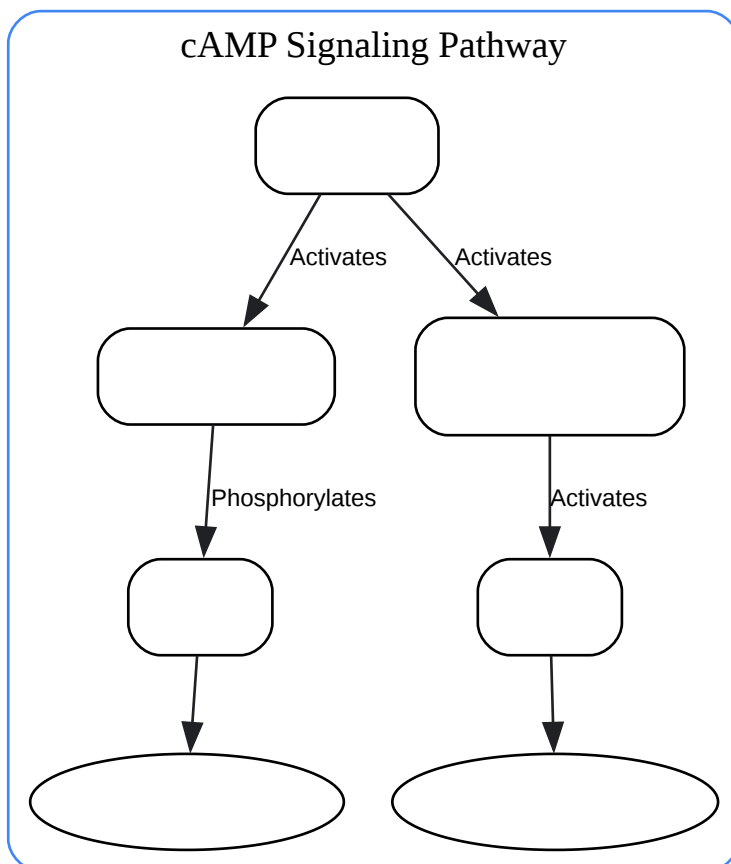 cAMP Signaling Pathway
Activates
Activates
Phosphorylates
Activates